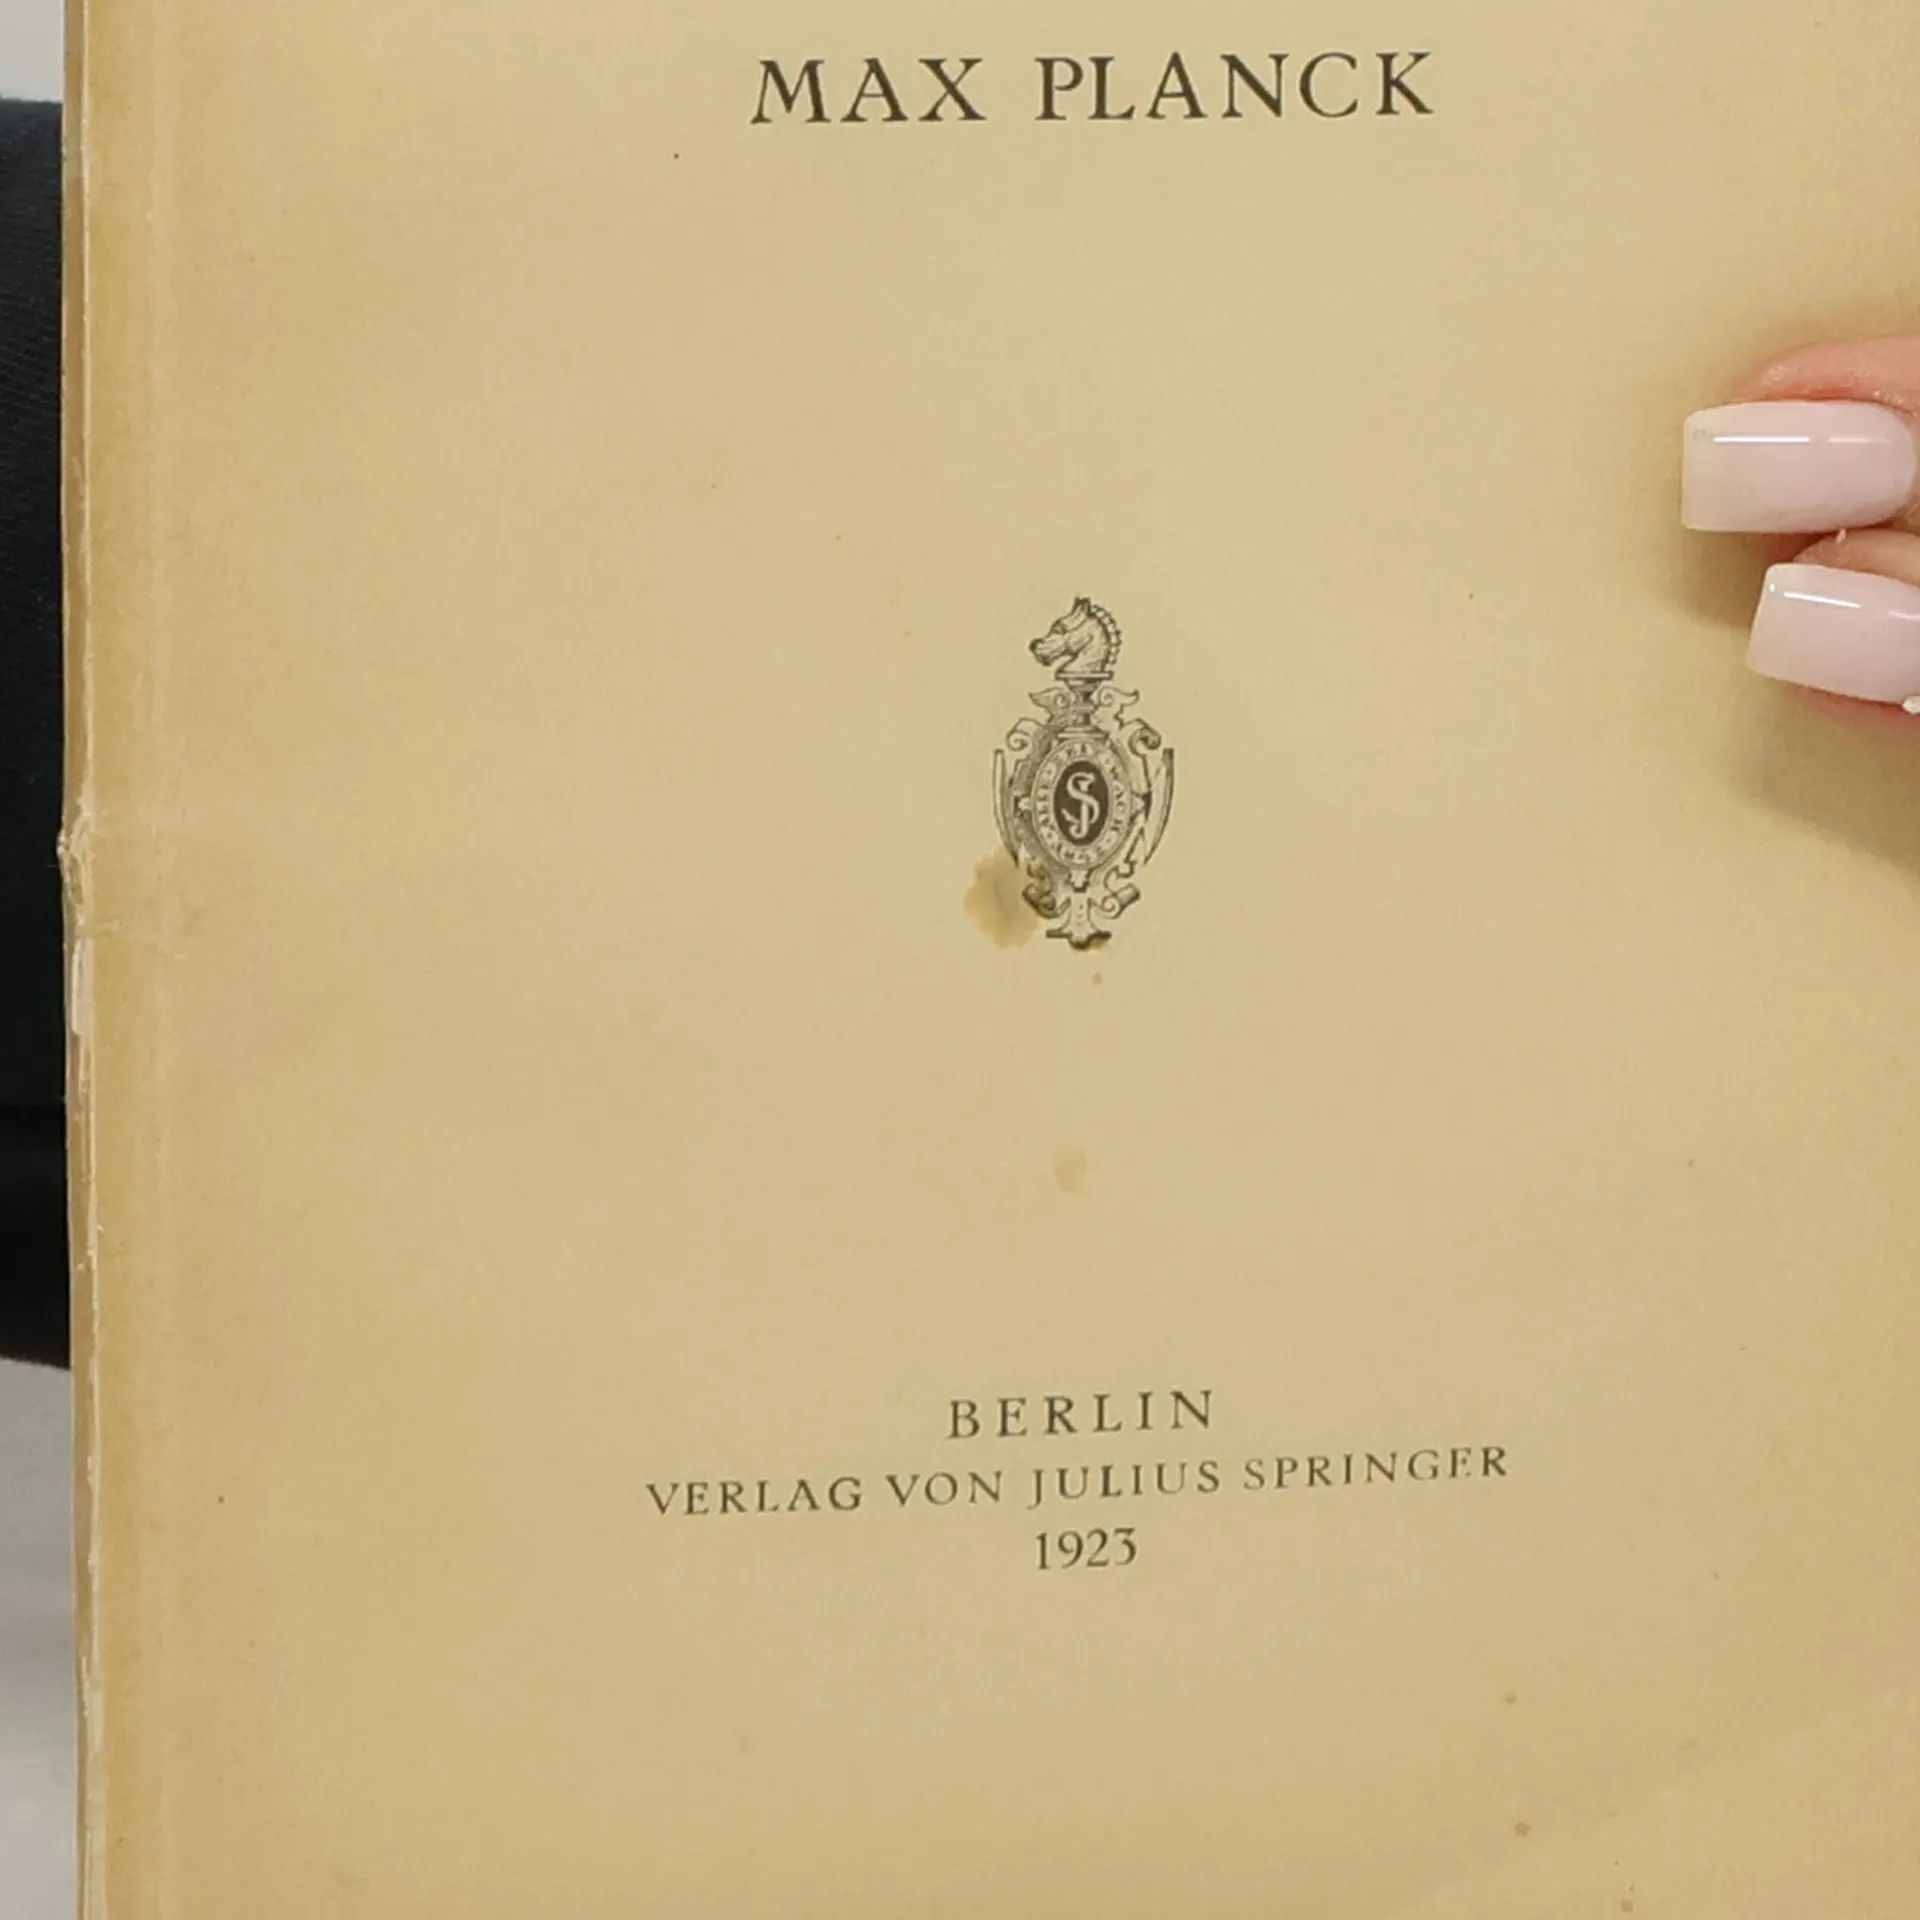 MAX PLANCK
BERLIN
VERLAG VON JULIUS SPRINGER
1923